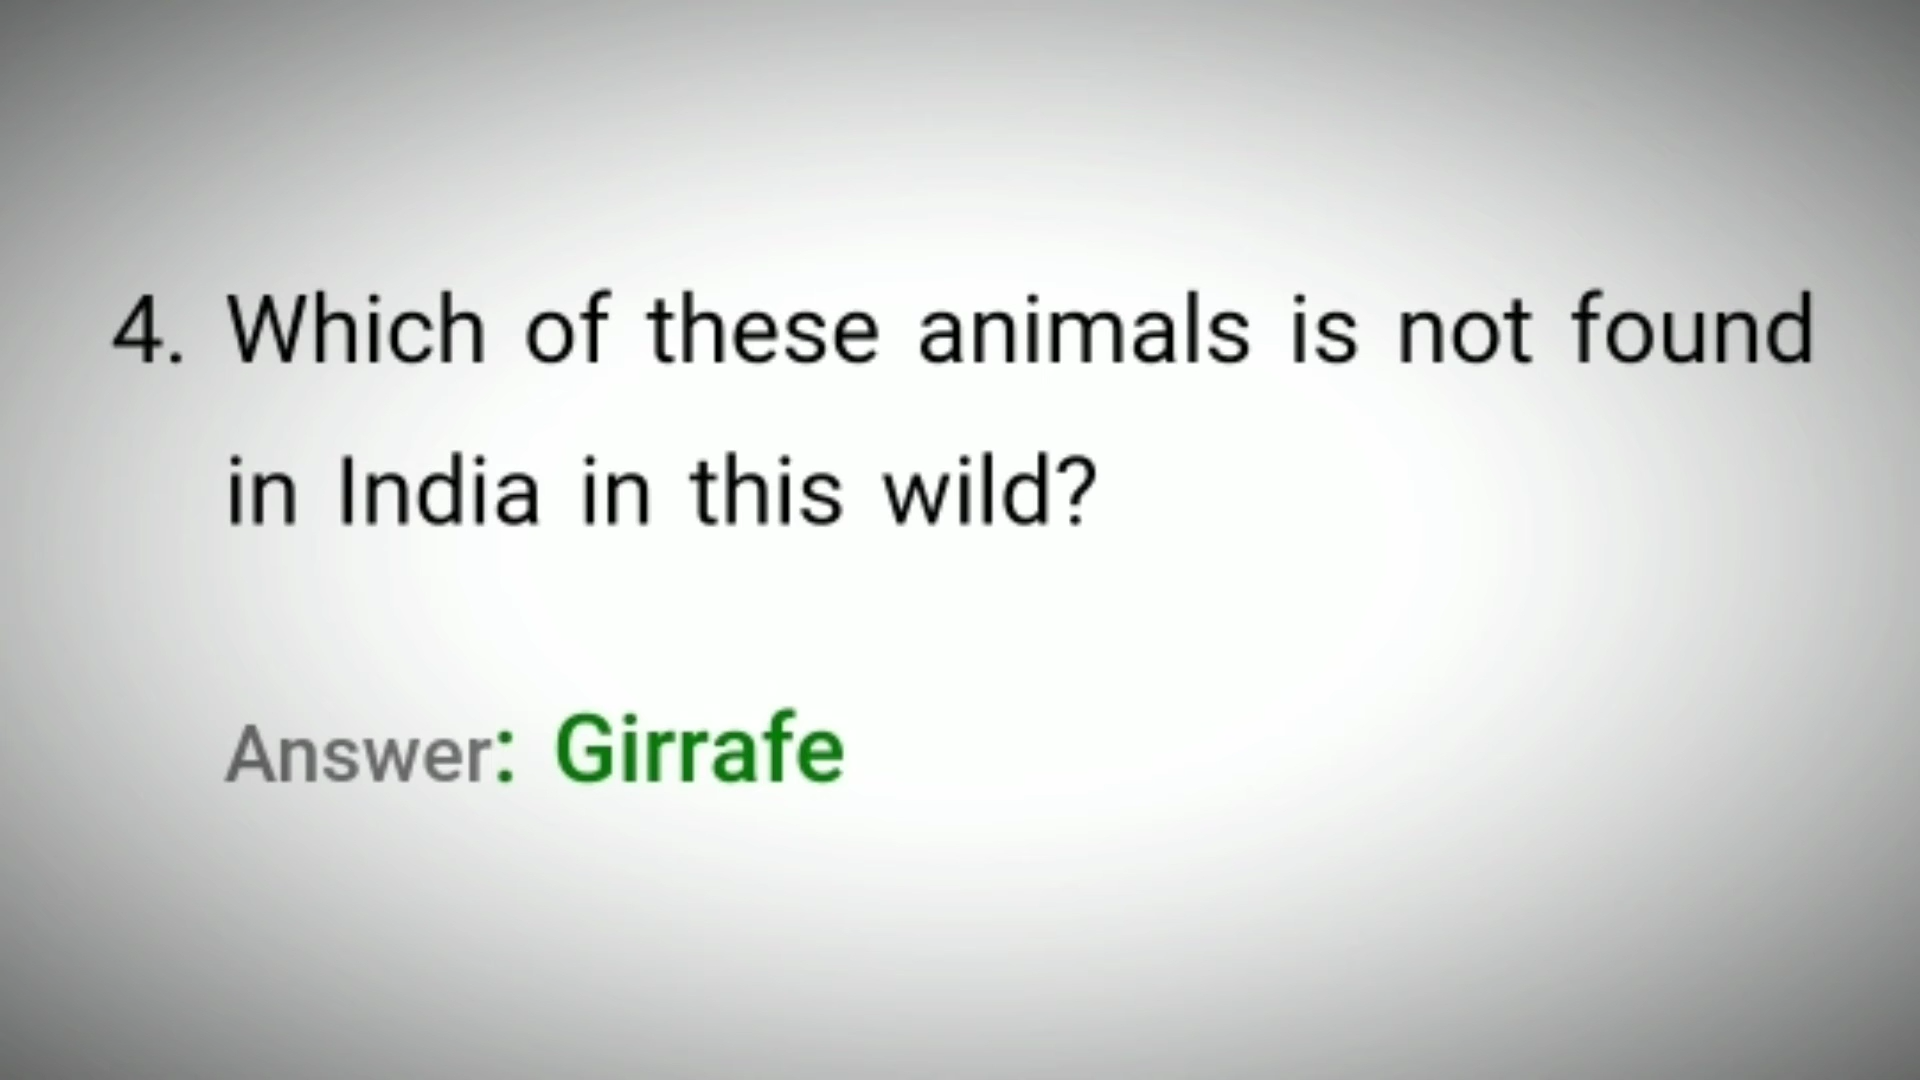 4. Which of these animals is not found
in India in this wild?
Answer: Girrafe